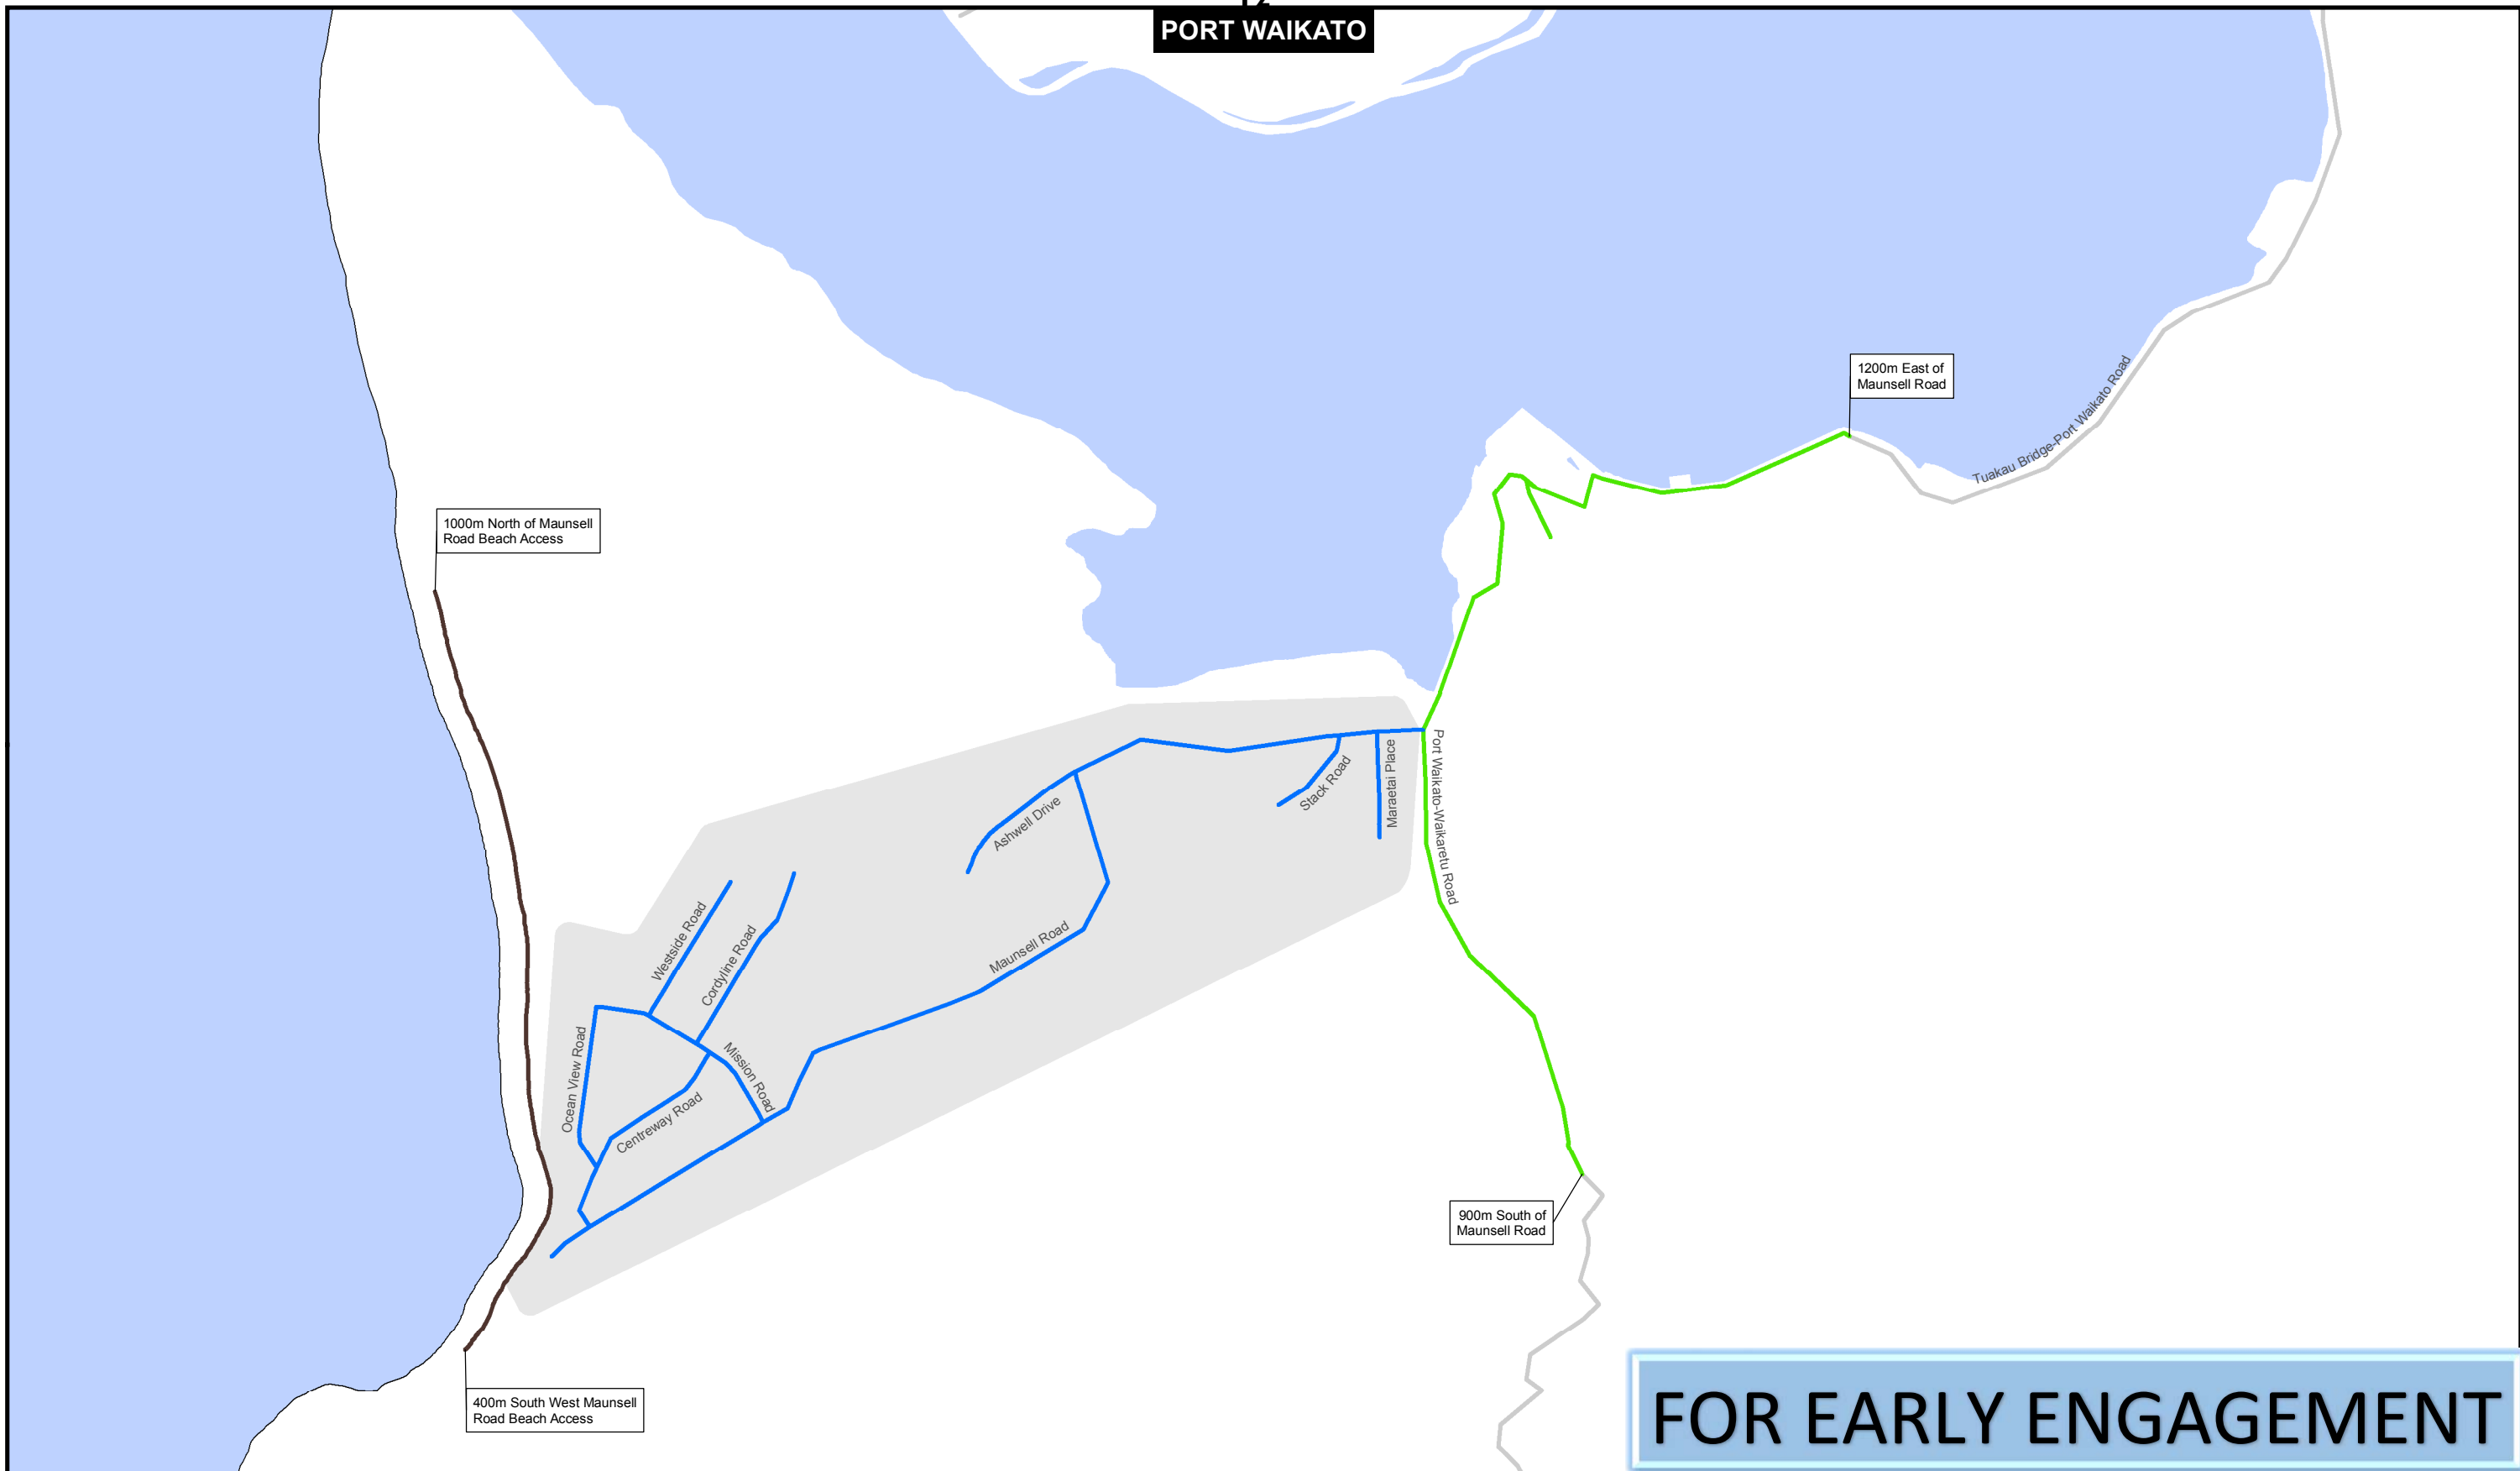 PORT WAIKATO
1200m East of
Maunsell Road
Tuakau Bridge-Port Waikato Road
1000m North of Maunsell
Road Beach Access
Port Waikato-Waikaretu Road
Maraetai Place
Stack Road
Ashwell Drive
Maunsell Road
Westside Road
Cordyline Road
Ocean View Road
Mission Road
Centreway Road
900m South of
Maunsell Road
400m South West Maunsell
Road Beach Access
FOR EARLY ENGAGEMENT